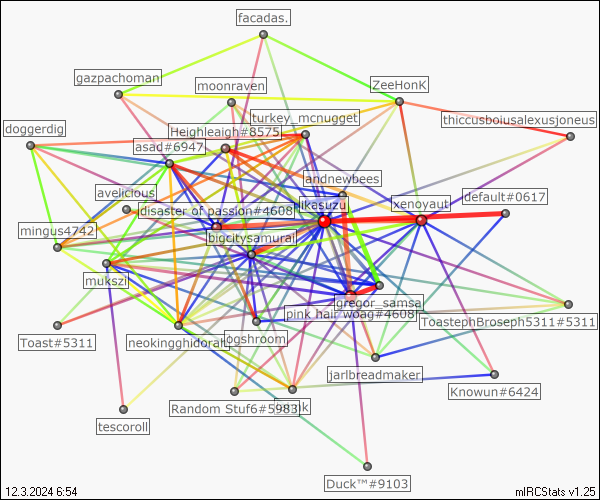 facadas.
gazpachoman
moonraven
ZeeHonK
turkey_mcnugget
thiccusboiusalexusjoneus
doggerdig
Heighleaigh#8575
asad#6947
andnewbees
avelicious
likasuzu
xenoyaut
default#0617
disaster of passion#4608
mingus4742
bigcitysamurai
mukszi
gregor_samsa
pink hair woag#4608
ToastephBroseph5311#5311
Toast#5311
neokingghidorah
ogshroom
jarlbreadmaker
Knowun#6424
Random Stuf6#5983
tescoroll
Duck™#9103
12.3.2024 6:54
mIRCStats v1.25